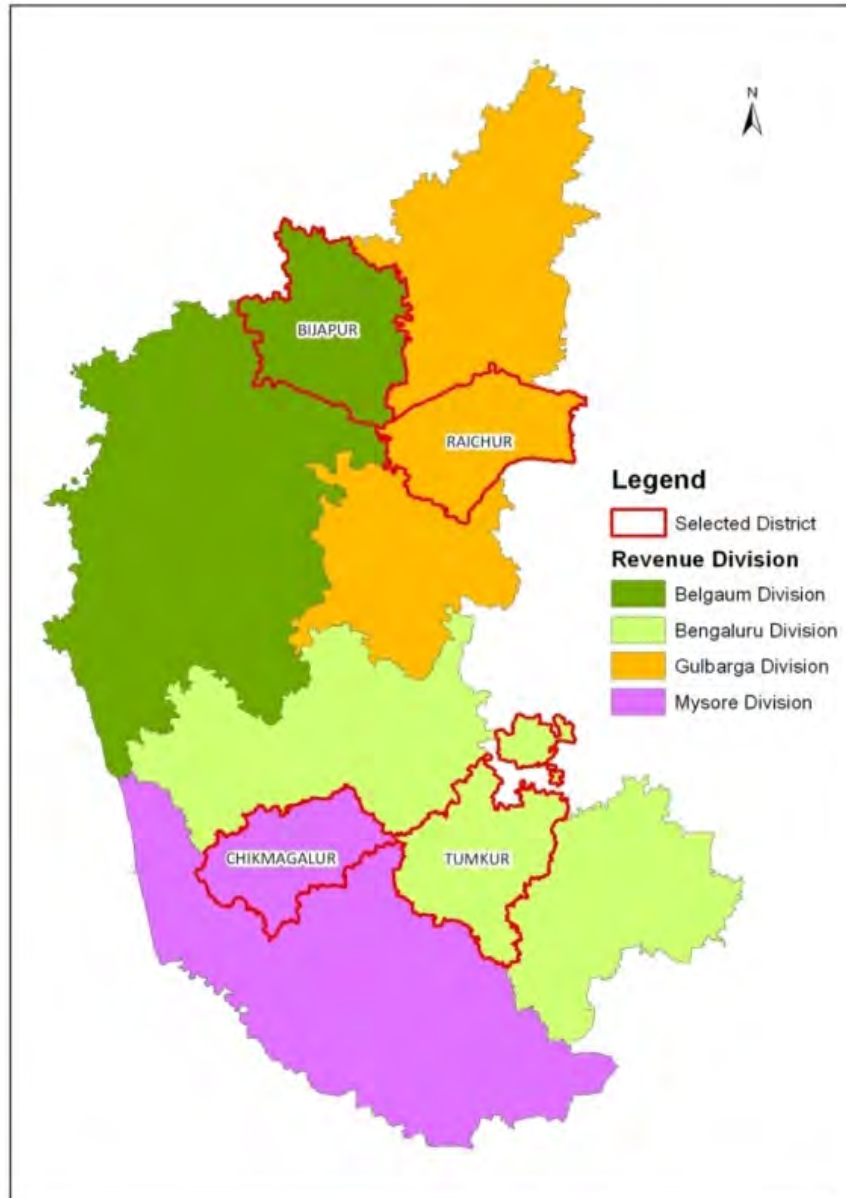 N
BIJAPUR
RAICHUR
Legend
Selected District
Revenue Division
Belgaum Division
Bengaluru Division
Gulbarga Division
Mysore Division
CHIKMAGALUR
TUMKUR